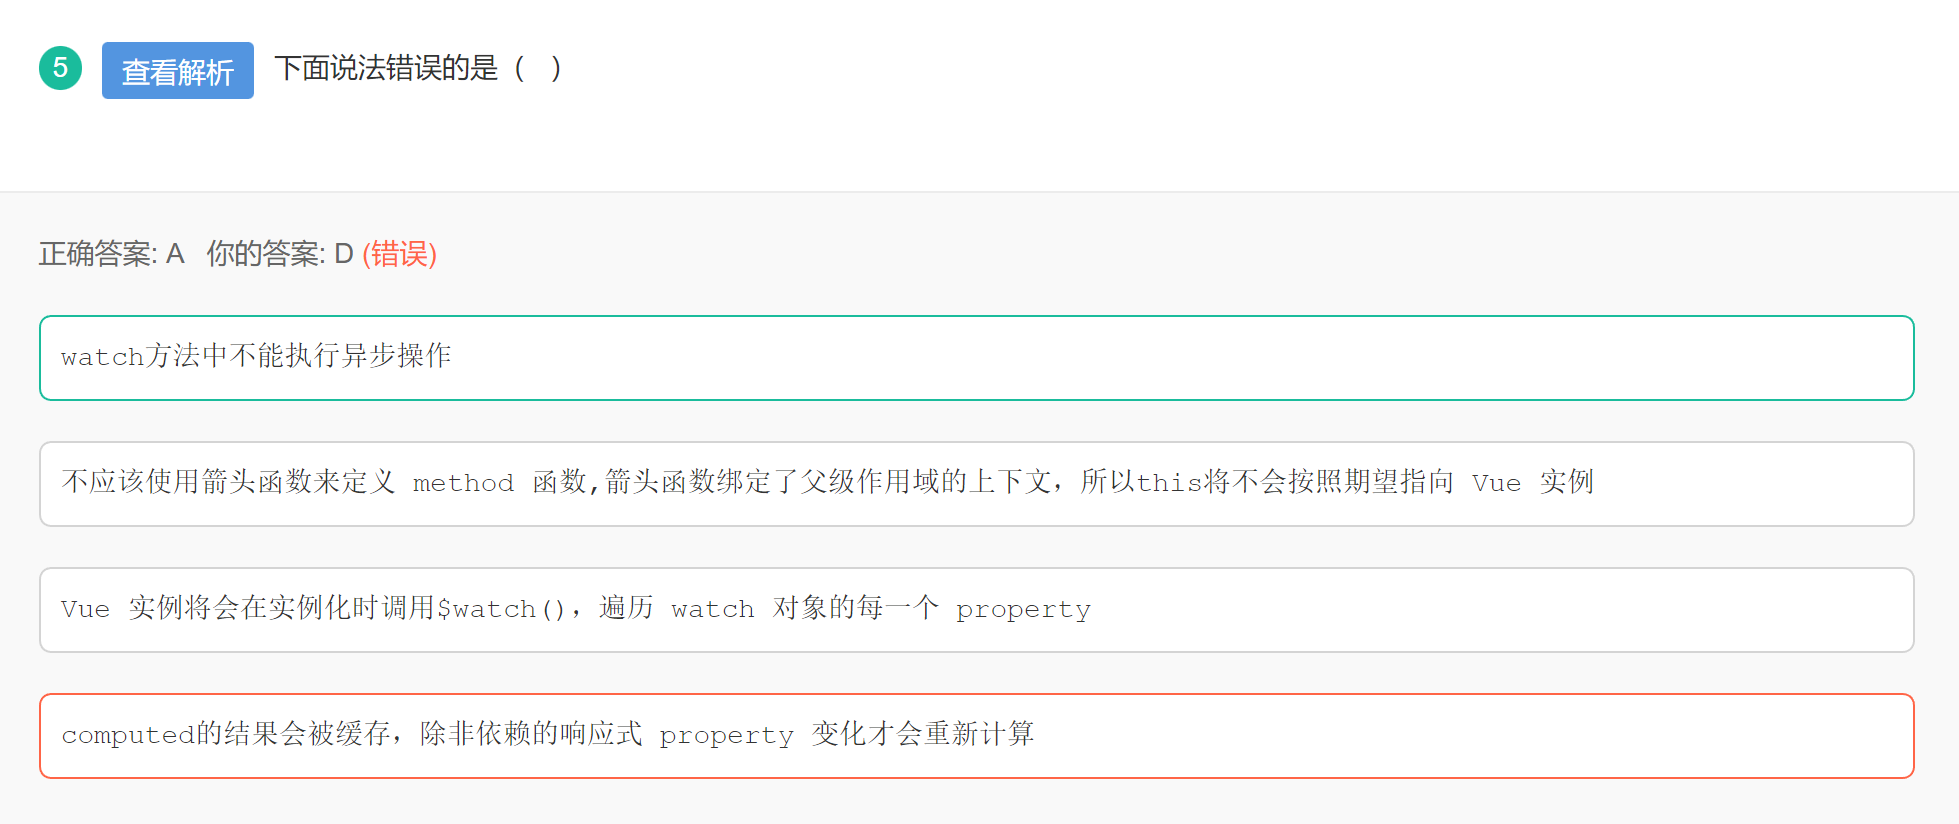 5 查看解析 下面说法错误的是（ ）
正确答案: A 你的答案: D (错误)
watch方法中不能执行异步操作
不应该使用箭头函数来定义 method 函数,箭头函数绑定了父级作用域的上下文，所以this将不会按照期望指向 Vue 实例
Vue 实例将会在实例化时调用$watch()，遍历 watch 对象的每一个 property
computed的结果会被缓存，除非依赖的响应式 property 变化才会重新计算